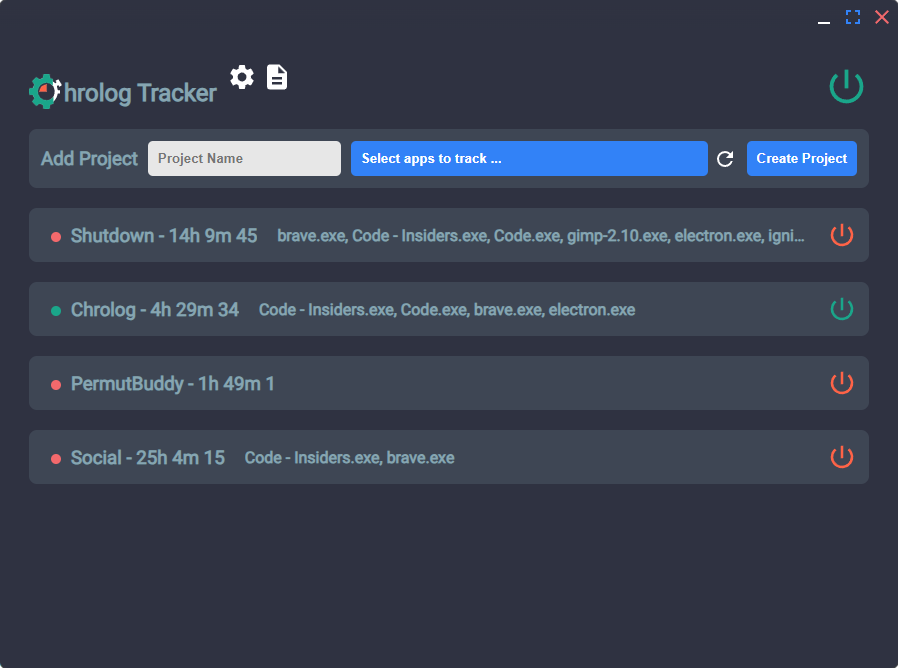 hrolog Tracker
Add Project Project Name Select apps to track ... Create Project
Shutdown - 14h 9m 45 brave.exe, Code - Insiders.exe, Code.exe, gimp-2.10.exe, electron.exe, igni...
Chrolog - 4h 29m 34 Code - Insiders.exe, Code.exe, brave.exe, electron.exe
PermutBuddy - 1h 49m 1
Social - 25h 4m 15 Code - Insiders.exe, brave.exe